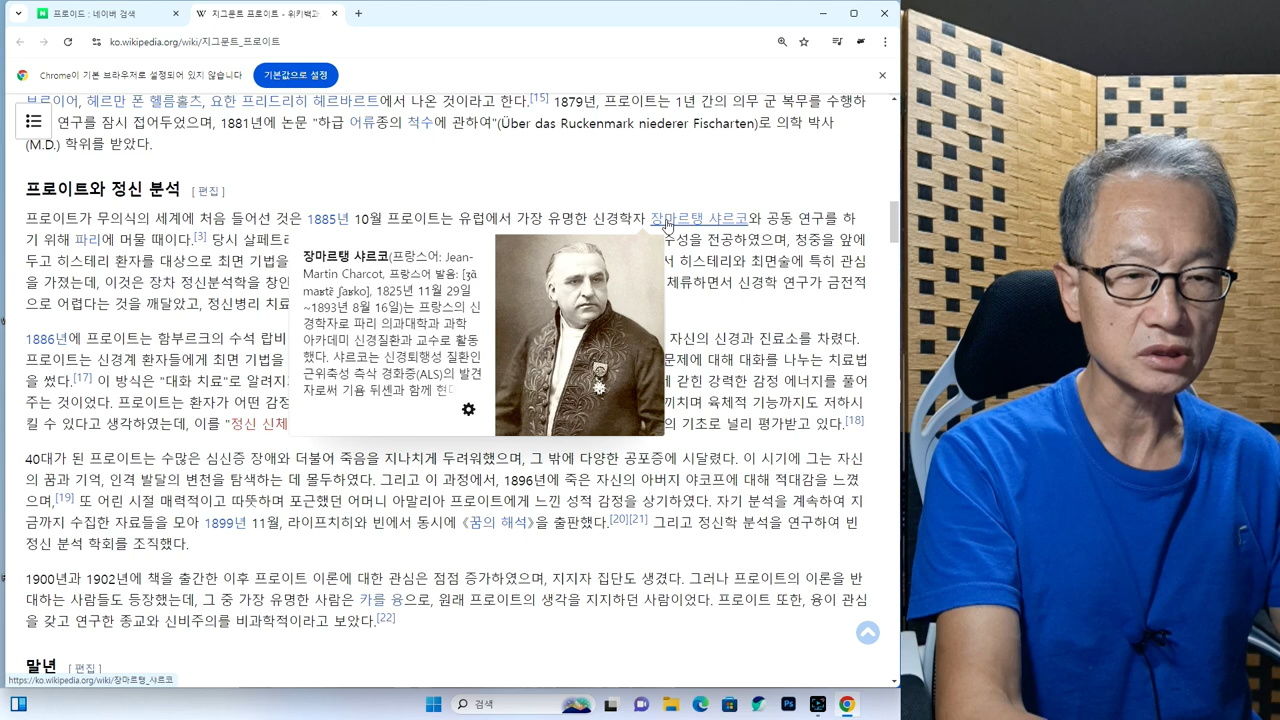 프로이드 : 네이버 검색
지그문트 프로이트 - 위키백과
ko.wikipedia.org/wiki/지그문트_프로이트
Chrome이 기본 브라우저로 설정되어 있지 않습니다
기본값으로 설정
브로이어, 헤르만 폰 헬름홀츠, 요한 프리드리히 헤르바르트에서 나온 것이라고 한다.[15] 1879년, 프로이트는 1년 간의 의무 군 복무를 수행하
연구를 잠시 접어두었으며, 1881년에 논문 "하급 어류종의 척수에 관하여"(Über das Ruckenmark niederer Fischarten)로 의학 박사
(M.D.) 학위를 받았다.
프로이트와 정신 분석 [ 편집 ]
프로이트가 무의식의 세계에 처음 들어선 것은 1885년 10월 프로이트는 유럽에서 가장 유명한 신경학자 장마르탱 샤르코와 공동 연구를 하
기 위해 파리에 머물 때이다.[3] 당시 살페트리
주성을 전공하였으며, 청중을 앞에
두고 히스테리 환자를 대상으로 최면 기법을
서 히스테리와 최면술에 특히 관심
을 가졌는데, 이것은 장차 정신분석학을 창안
체류하면서 신경학 연구가 금전적
으로 어렵다는 것을 깨달았고, 정신병리 치료
장마르탱 샤르코(프랑스어: Jean-
Martin Charcot, 프랑스어 발음: [ʒɑ̃
maʁtɛ̃ ʃaʁko], 1825년 11월 29일
~1893년 8월 16일)는 프랑스의 신
경학자로 파리 의과대학과 과학
아카데미 신경질환과 교수로 활동
했다. 샤르코는 신경퇴행성 질환인
근위축성 측삭 경화증(ALS)의 발견
자로써 기욤 뒤센과 함께 현대
1886년에 프로이트는 함부르크의 수석 랍비
자신의 신경과 진료소를 차렸다.
프로이트는 신경계 환자들에게 최면 기법을
문제에 대해 대화를 나누는 치료법
을 썼다.[17] 이 방식은 "대화 치료"로 알려지
에 갇힌 강력한 감정 에너지를 풀어
주는 것이었다. 프로이트는 환자가 어떤 감정
끼치며 육체적 기능까지도 저하시
킬 수 있다고 생각하였는데, 이를 "정신 신체
의 기초로 널리 평가받고 있다.[18]
40대가 된 프로이트는 수많은 심신증 장애와 더불어 죽음을 지나치게 두려워했으며, 그 밖에 다양한 공포증에 시달렸다. 이 시기에 그는 자신
의 꿈과 기억, 인격 발달의 변천을 탐색하는 데 몰두하였다. 그리고 이 과정에서, 1896년에 죽은 자신의 아버지 야코프에 대해 적대감을 느꼈
으며,[19] 또 어린 시절 매력적이고 따뜻하며 포근했던 어머니 아말리아 프로이트에게 느낀 성적 감정을 상기하였다. 자기 분석을 계속하여 지
금까지 수집한 자료들을 모아 1899년 11월, 라이프치히와 빈에서 동시에 《꿈의 해석》을 출판했다.[20][21] 그리고 정신학 분석을 연구하여 빈
정신 분석 학회를 조직했다.
1900년과 1902년에 책을 출간한 이후 프로이트 이론에 대한 관심은 점점 증가하였으며, 지지자 집단도 생겼다. 그러나 프로이트의 이론을 반
대하는 사람들도 등장했는데, 그 중 가장 유명한 사람은 카를 융으로, 원래 프로이트의 생각을 지지하던 사람이었다. 프로이트 또한, 융이 관심
을 갖고 연구한 종교와 신비주의를 비과학적이라고 보았다.[22]
말년 [ 편집 ]
https://ko.wikipedia.org/wiki/장마르탱_샤르코
검색
Ps